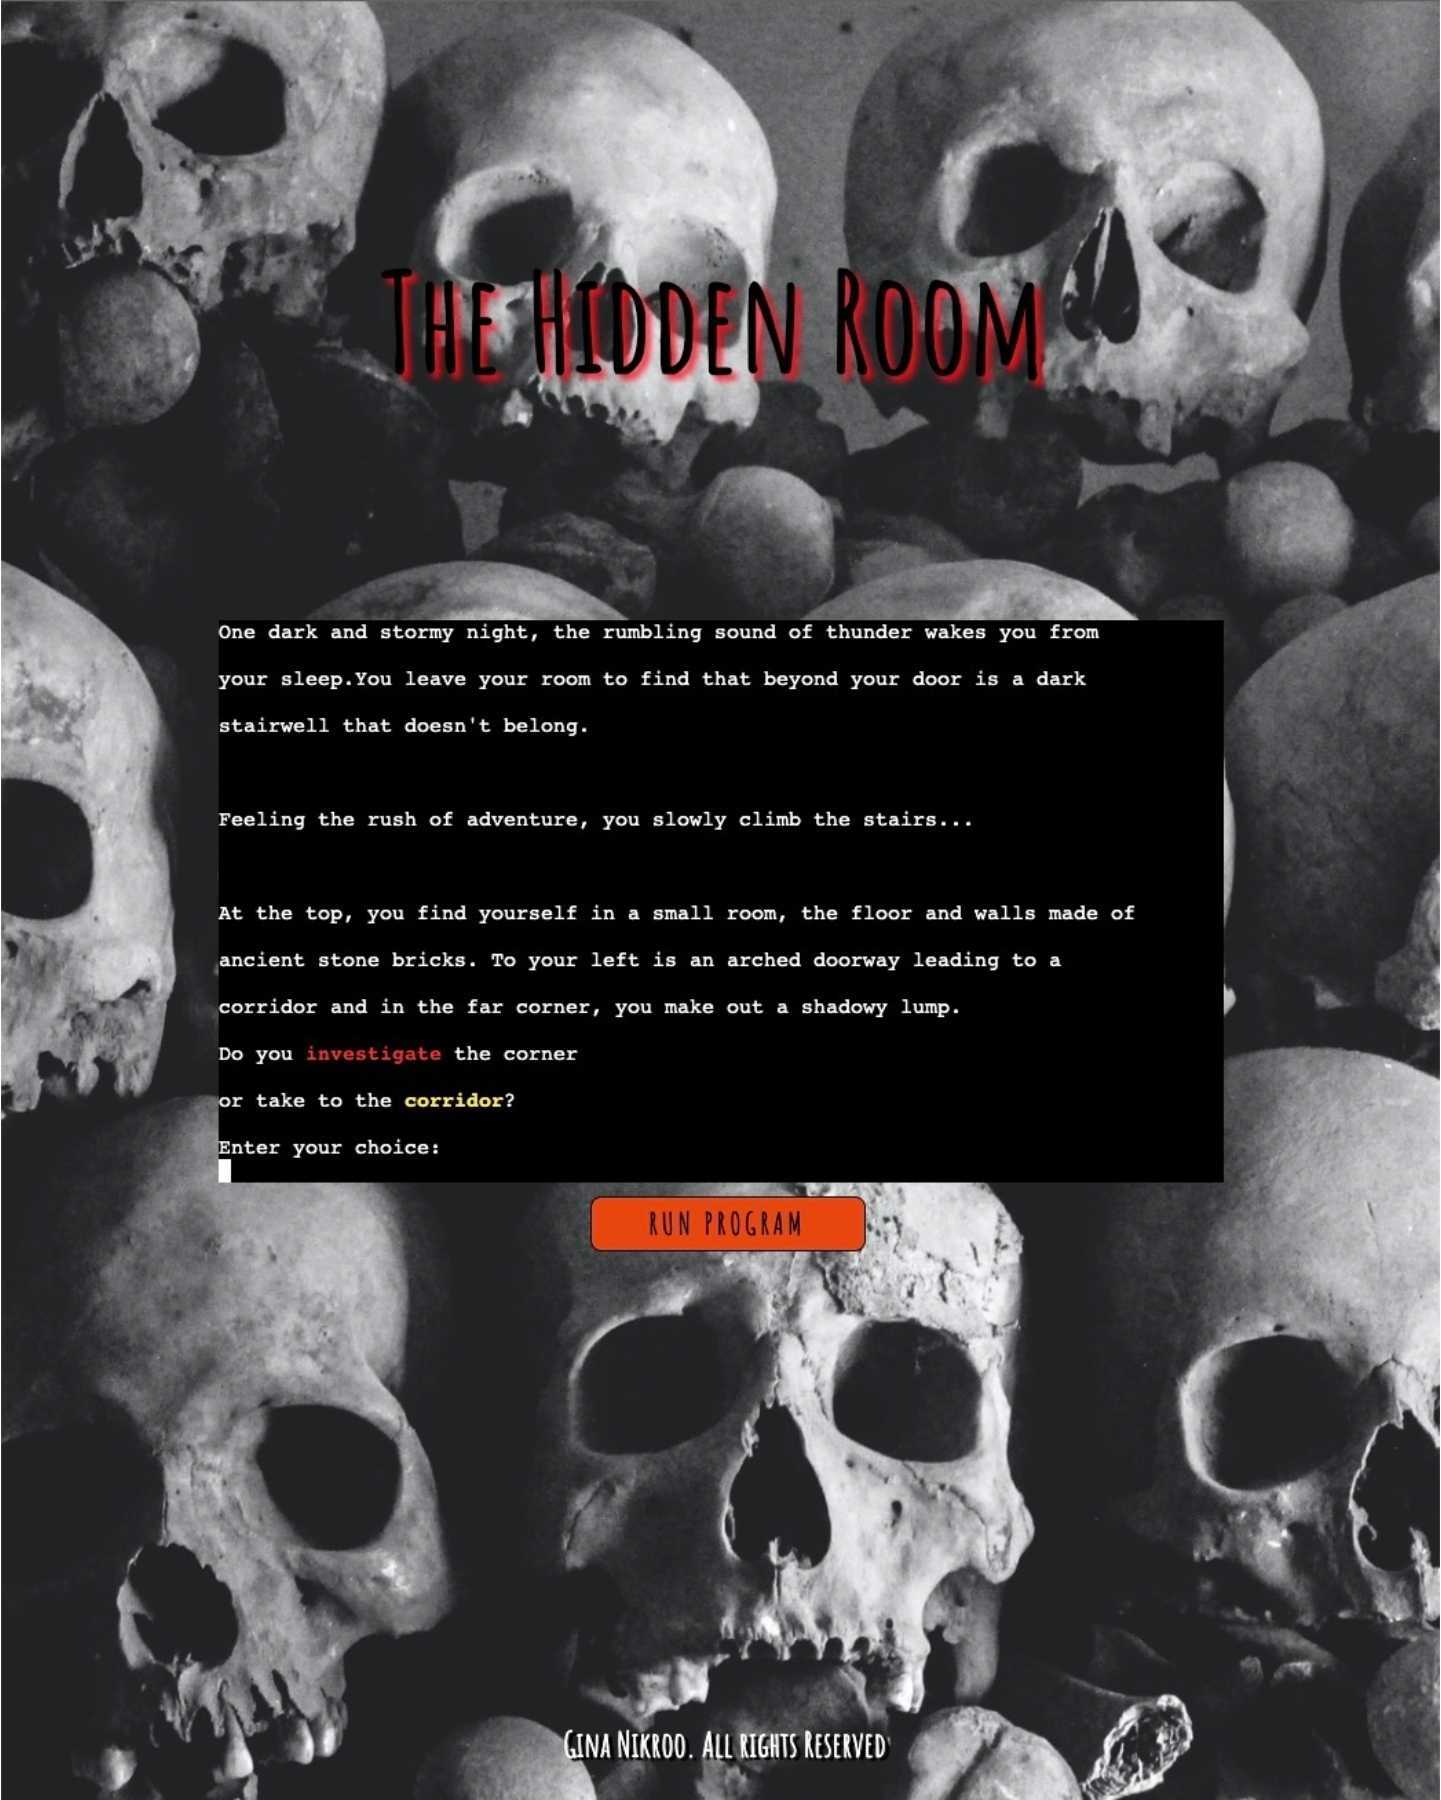 The Hidden Room
One dark and stormy night, the rumbling sound of thunder wakes you from
your sleep.You leave your room to find that beyond your door is a dark
stairwell that doesn't belong.
Feeling the rush of adventure, you slowly climb the stairs...
At the top, you find yourself in a small room, the floor and walls made of
ancient stone bricks. To your left is an arched doorway leading to a
corridor and in the far corner, you make out a shadowy lump.
Do you investigate the corner
or take to the corridor?
Enter your choice:
RUN PROGRAM
Gina Nikroo. All rights Reserved